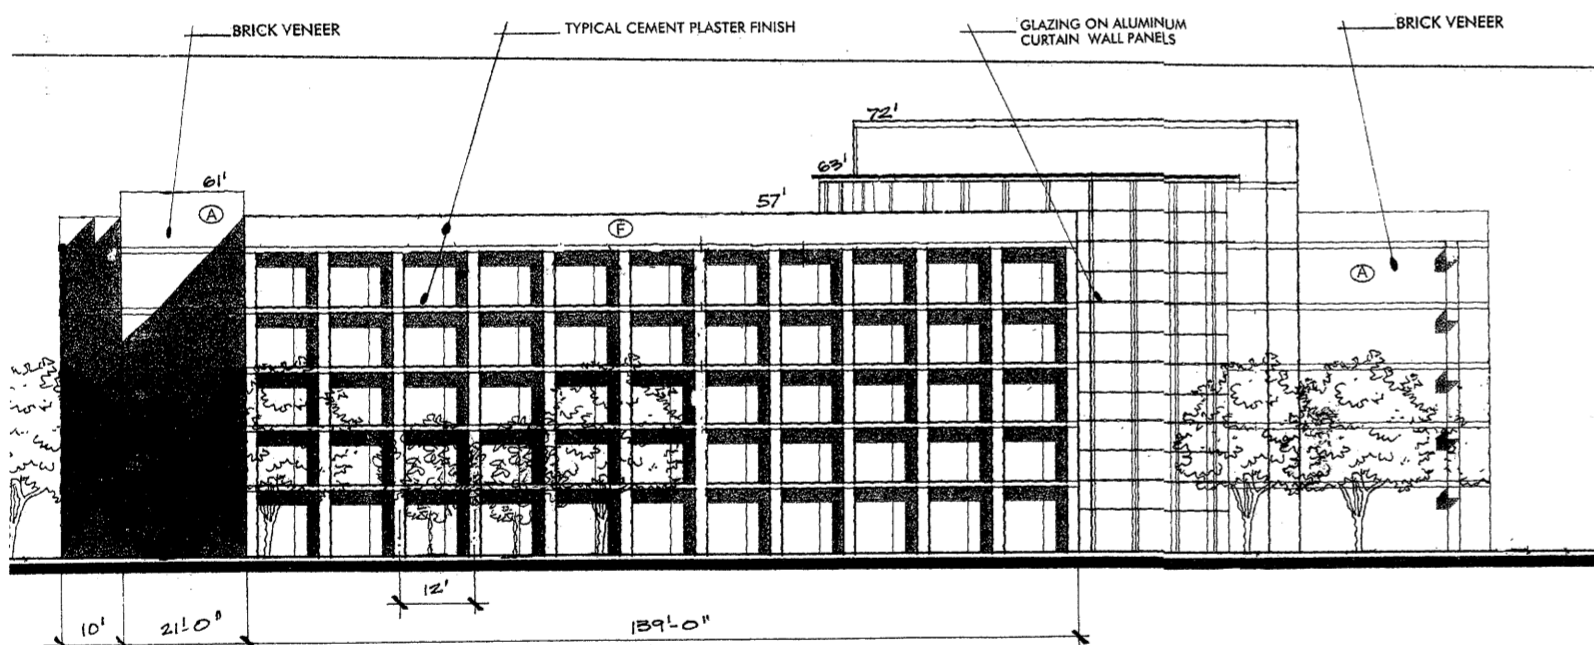 BRICK VENEER
TYPICAL CEMENT PLASTER FINISH
GLAZING ON ALUMINUM
CURTAIN WALL PANELS
BRICK VENEER
72'
63'
61'
57'
A
F
A
12'
10'
21'-0"
139'-0"